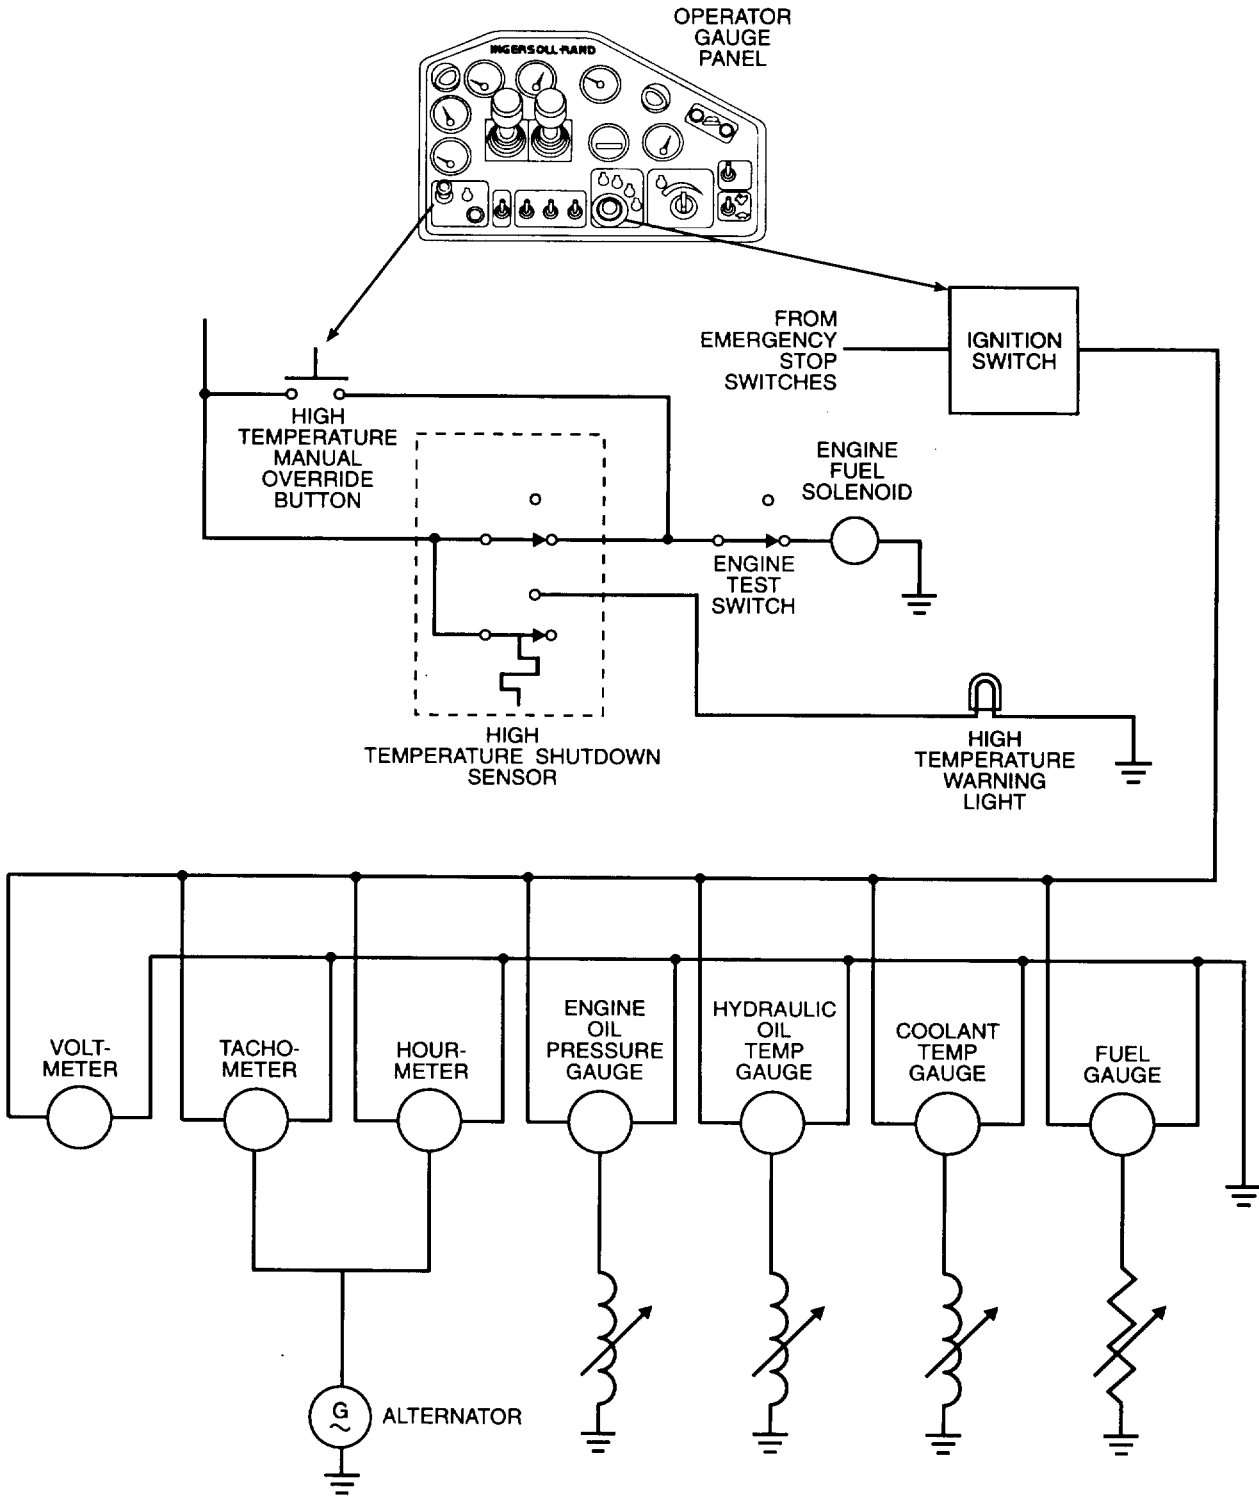 OPERATOR
GAUGE
PANEL
INGERSOLL-RAND
FROM
EMERGENCY
STOP
SWITCHES
IGNITION
SWITCH
HIGH
TEMPERATURE
MANUAL
OVERRIDE
BUTTON
ENGINE
FUEL
SOLENOID
ENGINE
TEST
SWITCH
HIGH
TEMPERATURE SHUTDOWN
SENSOR
HIGH
TEMPERATURE
WARNING
LIGHT
VOLT-
METER
TACHO-
METER
HOUR-
METER
ENGINE
OIL
PRESSURE
GAUGE
HYDRAULIC
OIL
TEMP
GAUGE
COOLANT
TEMP
GAUGE
FUEL
GAUGE
G
~
ALTERNATOR